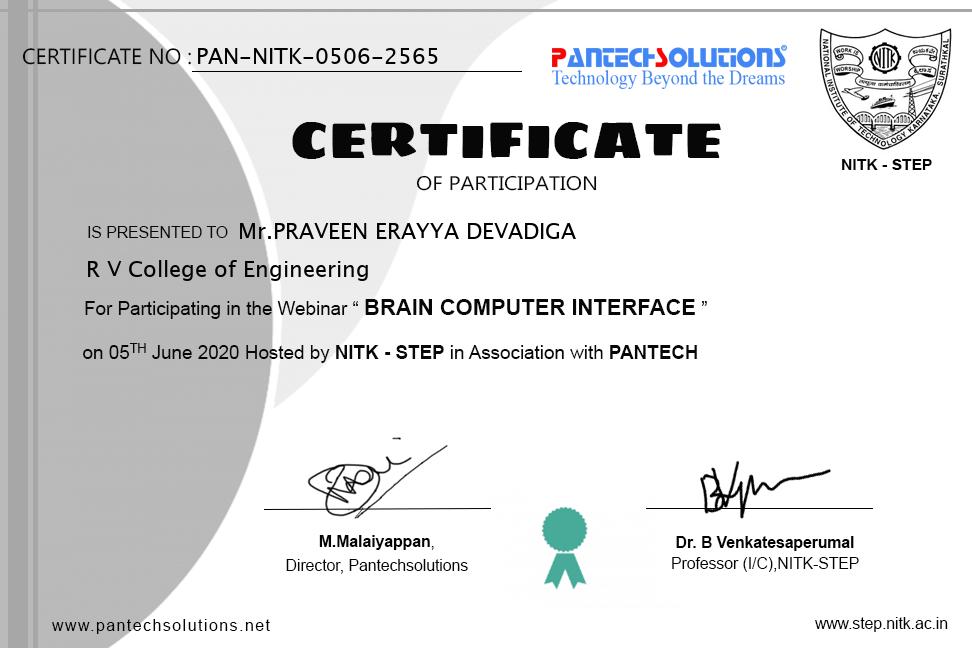 CERTIFICATE NO : PAN-NITK-0506-2565
PANTECHSOLUTIONS®
Technology Beyond the Dreams
WORK IS
WORSHIP
NITK
NATIONAL INSTITUTE OF TECHNOLOGY KARNATAKA, SURATHKAL
NITK - STEP
CERTIFICATE
OF PARTICIPATION
IS PRESENTED TO Mr.PRAVEEN ERAYYA DEVADIGA
R V College of Engineering
For Participating in the Webinar “ BRAIN COMPUTER INTERFACE ”
on 05TH June 2020 Hosted by NITK - STEP in Association with PANTECH
M.Malaiyappan,
Director, Pantechsolutions
Dr. B Venkatesaperumal
Professor (I/C),NITK-STEP
www.pantechsolutions.net
www.step.nitk.ac.in